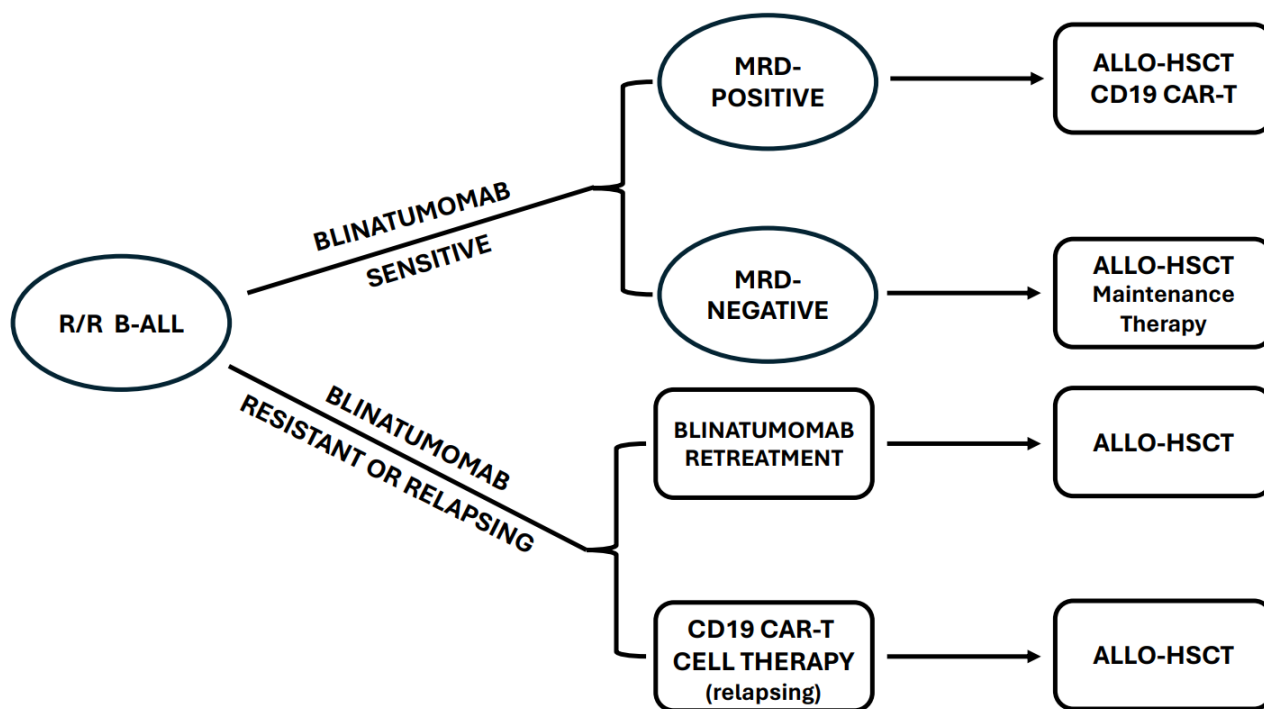 R/R B-ALL
BLINATUMOMAB
SENSITIVE
MRD-
POSITIVE
ALLO-HSCT
CD19 CAR-T
MRD-
NEGATIVE
ALLO-HSCT
Maintenance
Therapy
BLINATUMOMAB
RESISTANT OR RELAPSING
BLINATUMOMAB
RETREATMENT
ALLO-HSCT
CD19 CAR-T
CELL THERAPY
(relapsing)
ALLO-HSCT